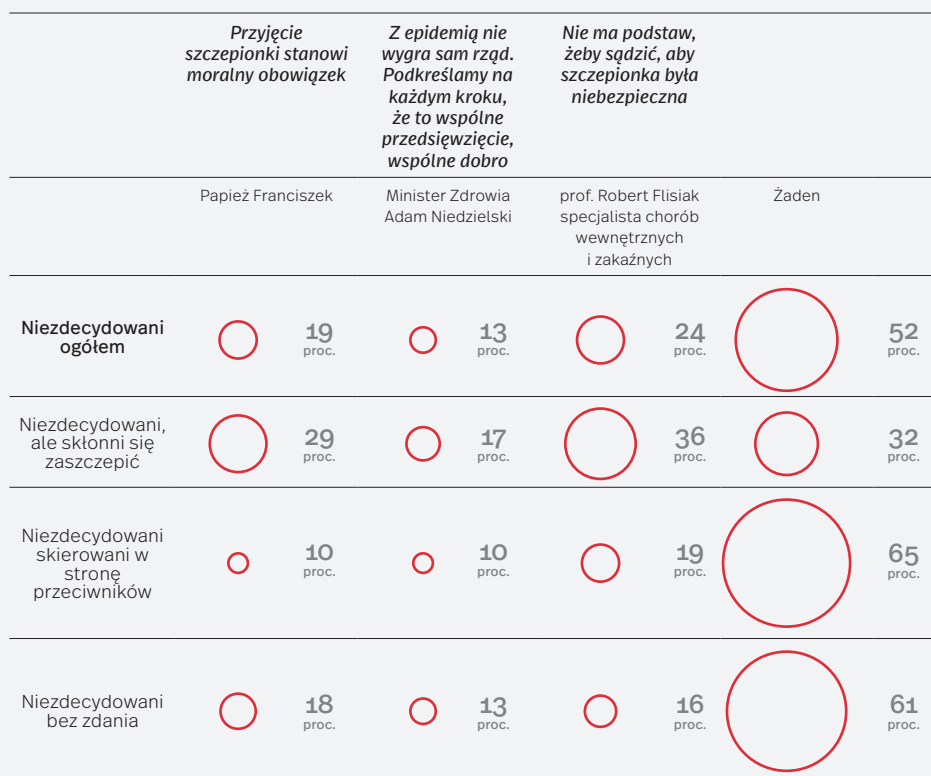 Przyjęcie
szczepionki stanowi
moralny obowiązek
Z epidemią nie
wygra sam rząd.
Podkreślamy na
każdym kroku,
że to wspólne
przedsięwzięcie,
wspólne dobro
Nie ma podstaw,
żeby sądzić, aby
szczepionka była
niebezpieczna
Papież Franciszek
Minister Zdrowia
Adam Niedzielski
prof. Robert Flisiak
specjalista chorób
wewnętrznych
i zakaźnych
Żaden
Niezdecydowani
ogółem
19
proc.
13
proc.
24
proc.
52
proc.
Niezdecydowani,
ale skłonni się
zaszczepić
29
proc.
17
proc.
36
proc.
32
proc.
Niezdecydowani
skierowani w
stronę
przeciwników
10
proc.
10
proc.
19
proc.
65
proc.
Niezdecydowani
bez zdania
18
proc.
13
proc.
16
proc.
61
proc.